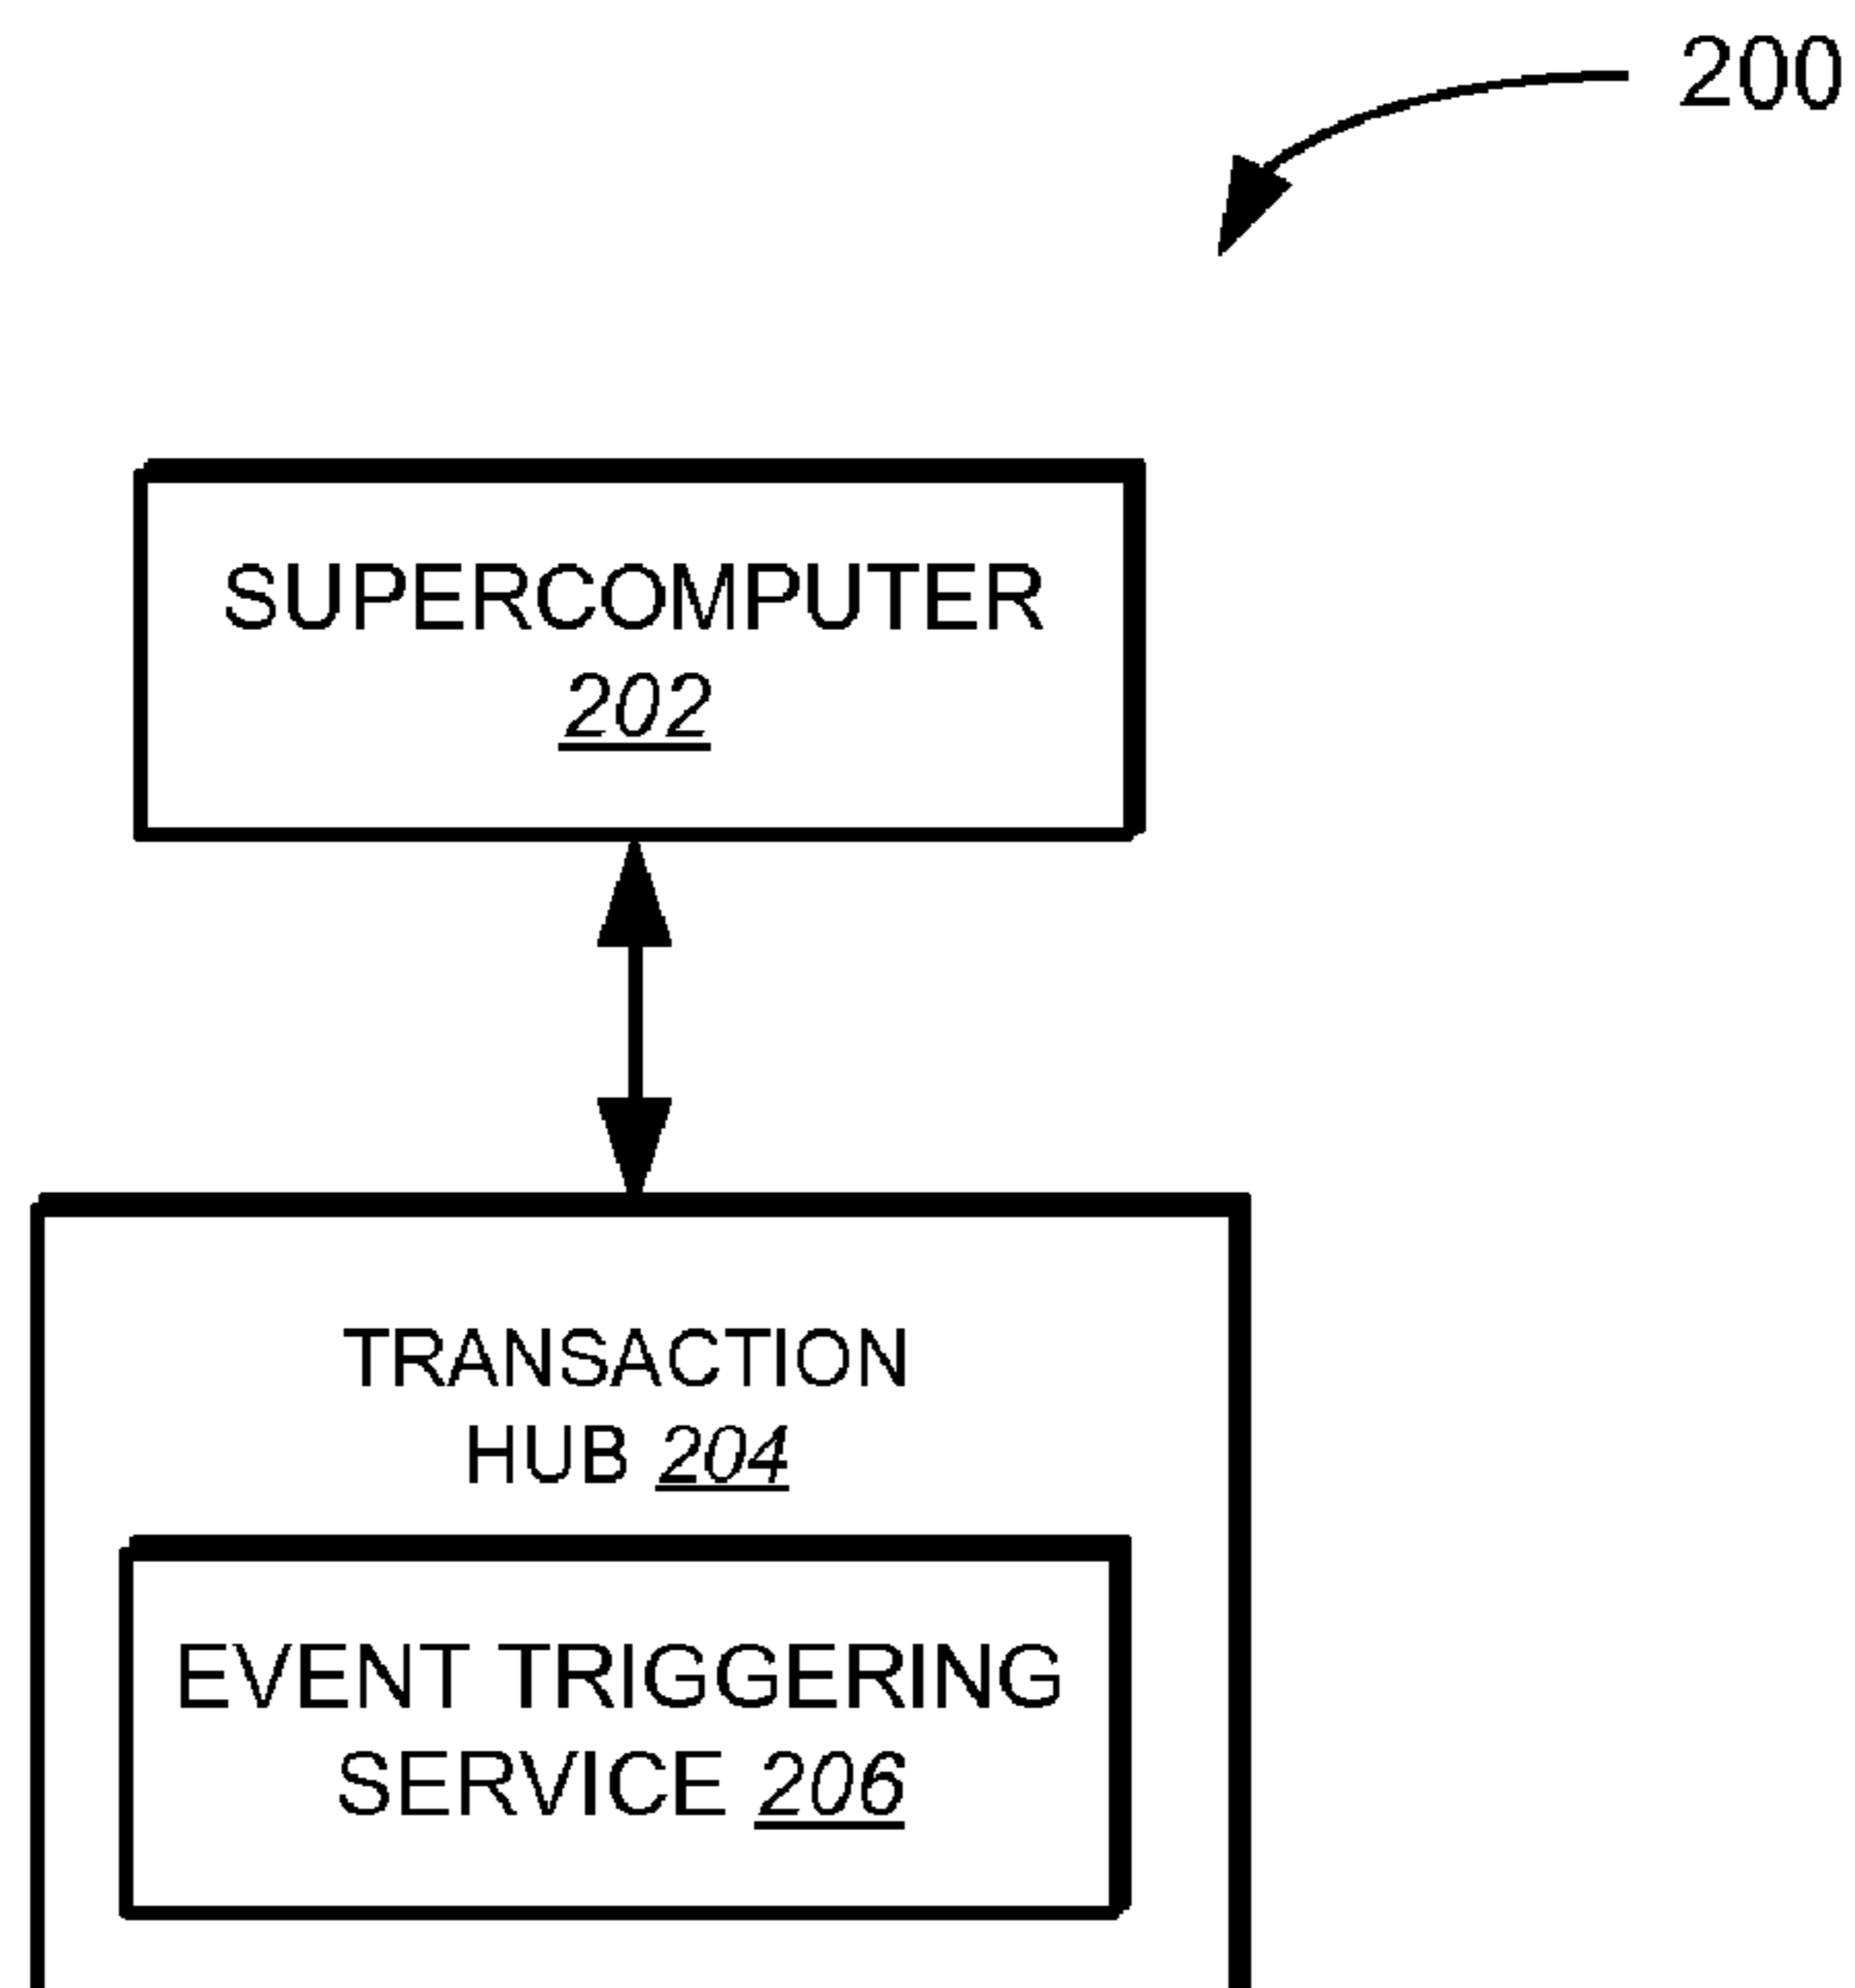 200
SUPERCOMPUTER
202
TRANSACTION
HUB 204
EVENT TRIGGERING
SERVICE 206